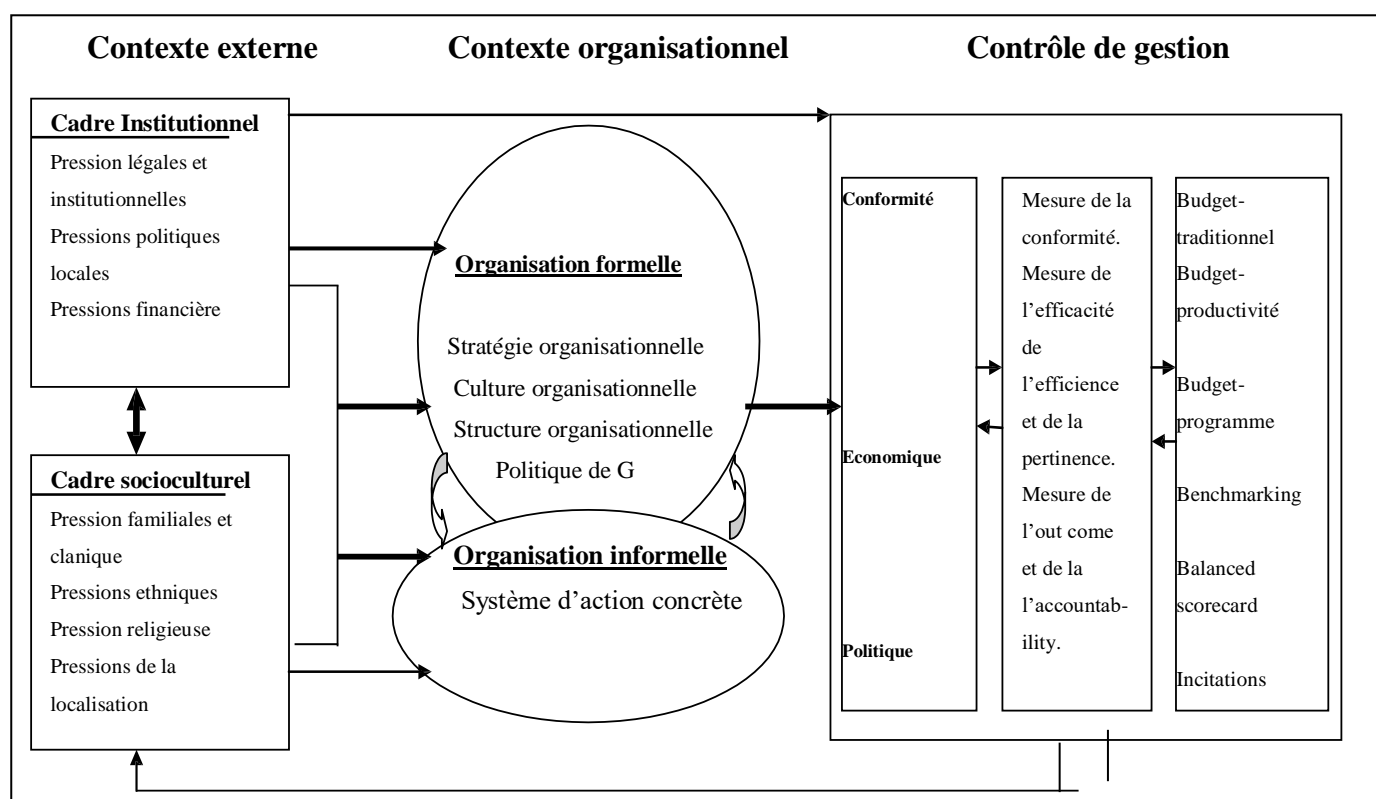 Contexte externe
Contexte organisationnel
Contrôle de gestion
Cadre Institutionnel
Pression légales et
institutionnelles
Pressions politiques
locales
Pressions financière
Cadre socioculturel
Pression familiales et
clanique
Pressions ethniques
Pression religieuse
Pressions de la
localisation
Organisation formelle
Stratégie organisationnelle
Culture organisationnelle
Structure organisationnelle
Politique de G
Organisation informelle
Système d’action concrète
Conformité
Economique
Politique
Mesure de la
conformité.
Mesure de
l’efficacité
de
l’efficience
et de la
pertinence.
Mesure de
l’out come
et de la
l’accountab-
ility.
Budget-
traditionnel
Budget-
productivité
Budget-
programme
Benchmarking
Balanced
scorecard
Incitations